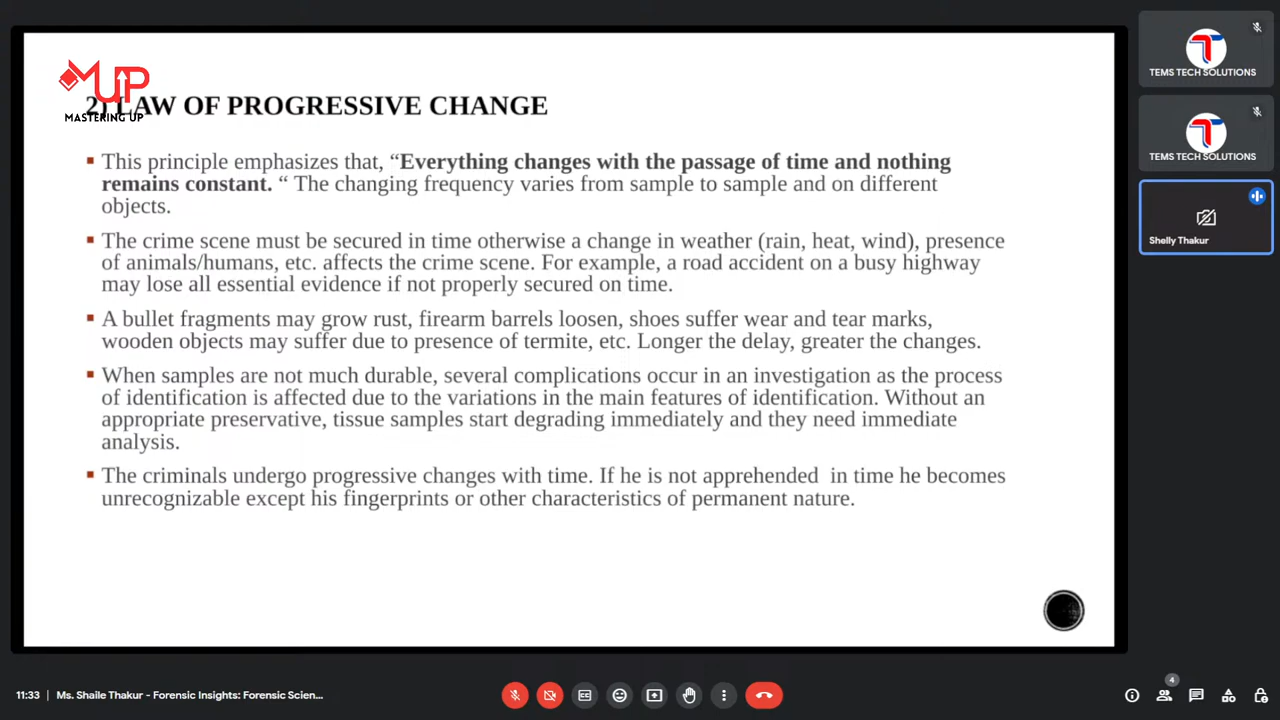 MUP
MASTERING UP
2) LAW OF PROGRESSIVE CHANGE
This principle emphasizes that, “Everything changes with the passage of time and nothing
remains constant. “ The changing frequency varies from sample to sample and on different
objects.
The crime scene must be secured in time otherwise a change in weather (rain, heat, wind), presence
of animals/humans, etc. affects the crime scene. For example, a road accident on a busy highway
may lose all essential evidence if not properly secured on time.
A bullet fragments may grow rust, firearm barrels loosen, shoes suffer wear and tear marks,
wooden objects may suffer due to presence of termite, etc. Longer the delay, greater the changes.
When samples are not much durable, several complications occur in an investigation as the process
of identification is affected due to the variations in the main features of identification. Without an
appropriate preservative, tissue samples start degrading immediately and they need immediate
analysis.
The criminals undergo progressive changes with time. If he is not apprehended  in time he becomes
unrecognizable except his fingerprints or other characteristics of permanent nature.
TEMS TECH SOLUTIONS
TEMS TECH SOLUTIONS
Shelly Thakur
11:33 | Ms. Shaile Thakur - Forensic Insights: Forensic Scien...
4